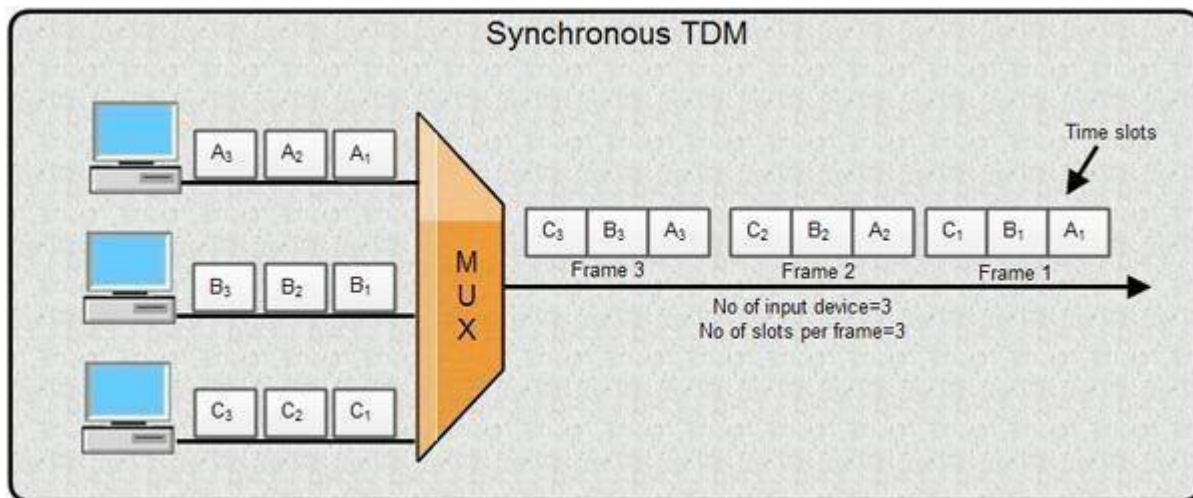 Synchronous TDM
Time slots
A₃ A₂ A₁
C₃ B₃ A₃ C₂ B₂ A₂ C₁ B₁ A₁
Frame 3 Frame 2 Frame 1
B₃ B₂ B₁
M
U
X
No of input device=3
No of slots per frame=3
C₃ C₂ C₁